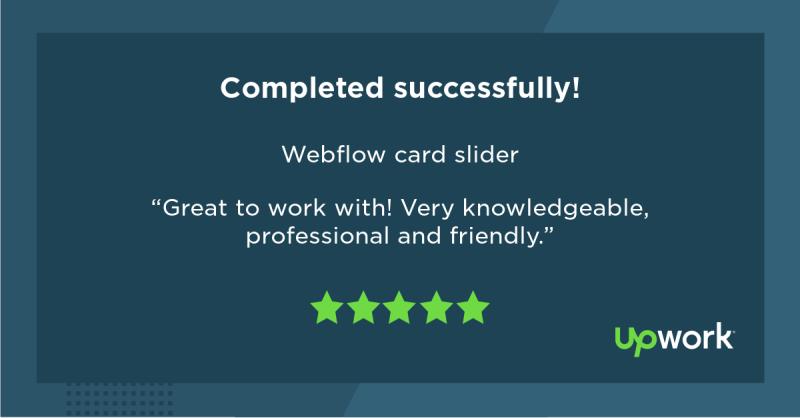 Completed successfully!
Webflow card slider
“Great to work with! Very knowledgeable,
professional and friendly.”
upwork